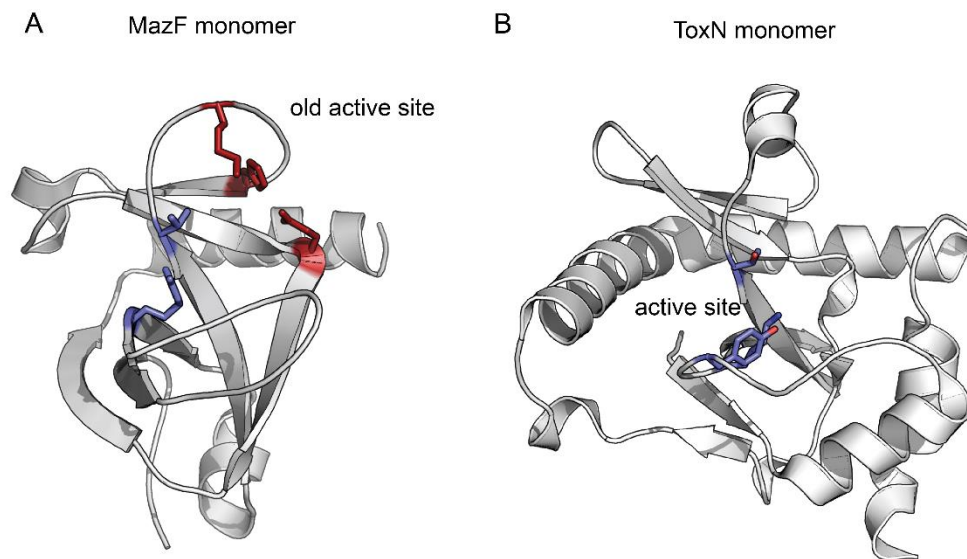 A
MazF monomer
B
ToxN monomer
old active site
active site